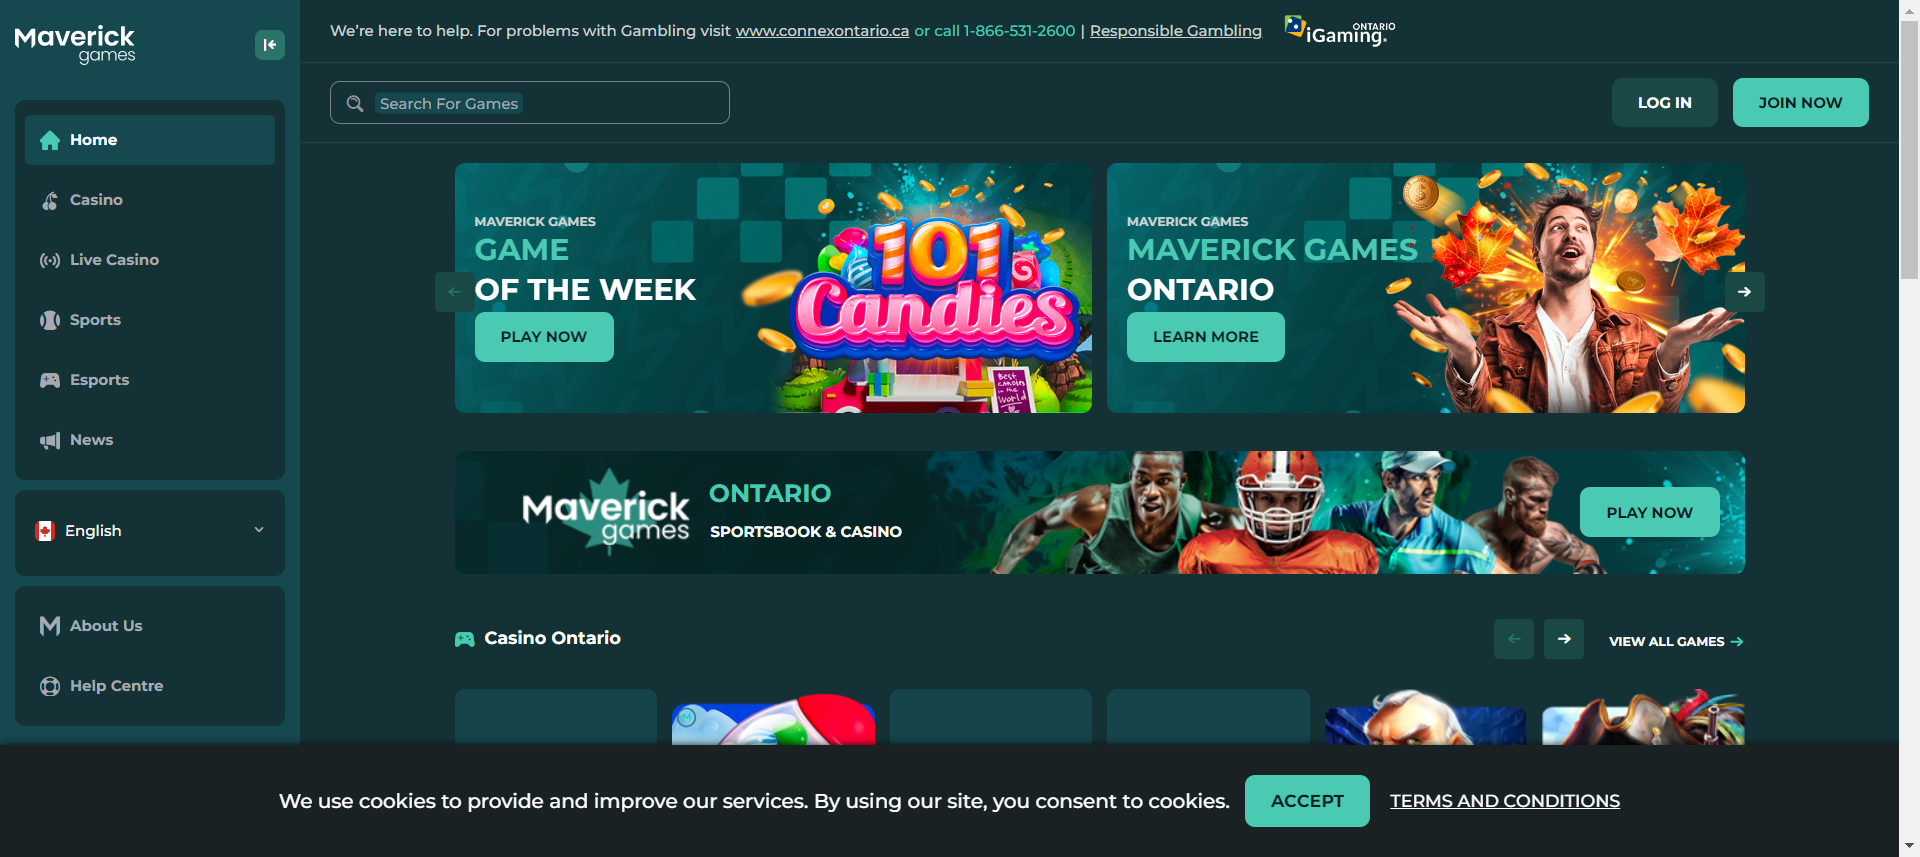 Maverick
games
Home
Casino
Live Casino
Sports
Esports
News
English
About Us
Help Centre
We're here to help. For problems with Gambling visit www.connexontario.ca or call 1-866-531-2600 | Responsible Gambling
ONTARIO
iGaming
Search For Games
LOG IN
JOIN NOW
MAVERICK GAMES
GAME
OF THE WEEK
PLAY NOW
101
Candies
Best
candies
in the
World
MAVERICK GAMES
MAVERICK GAMES
ONTARIO
LEARN MORE
Maverick
games
ONTARIO
SPORTSBOOK & CASINO
PLAY NOW
Casino Ontario
VIEW ALL GAMES
We use cookies to provide and improve our services. By using our site, you consent to cookies.
ACCEPT
TERMS AND CONDITIONS